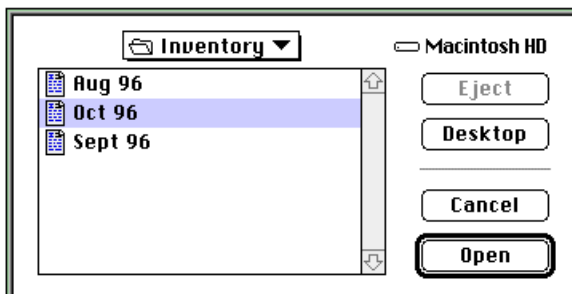 Inventory
Macintosh HD
Aug 96
Oct 96
Sept 96
Eject
Desktop
Cancel
Open